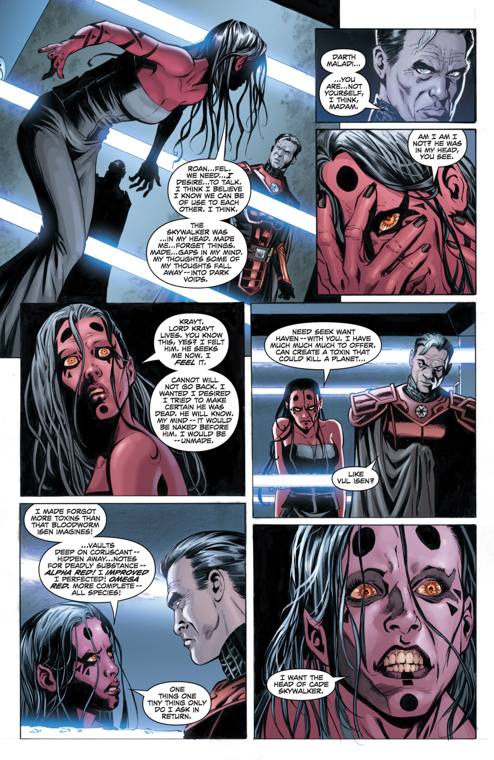 ROAN...FEL.
WE NEED...I
DESIRE...TO TALK.
I THINK I BELIEVE
I KNOW WE CAN
BE OF USE TO EACH
OTHER. I THINK.
THE
SKYWALKER WAS
...IN MY HEAD. MADE
ME...FORGET THINGS.
MADE...GAPS IN MY MIND.
MY THOUGHTS SOME OF
MY THOUGHTS FALL
AWAY--INTO DARK
VOIDS.
DARTH
MALADI...
...YOU
ARE...NOT
YOURSELF,
I THINK,
MADAM.
AM I AM I
NOT? HE WAS
IN MY HEAD,
YOU SEE.
KRAYT.
LORD KRAYT
LIVES. YOU KNOW
THIS, YES? I FELT
HIM. HE SEEKS
ME NOW. I
FEEL IT.
CANNOT WILL
NOT GO BACK. I
WANTED I DESIRED
I TRIED TO MAKE
CERTAIN HE WAS
DEAD. HE WILL KNOW.
MY MIND--IT WOULD
BE NAKED BEFORE
HIM. I WOULD BE
--UNMADE.
NEED SEEK WANT
HAVEN--WITH YOU. I HAVE
MUCH MUCH MUCH TO OFFER.
CAN CREATE A TOXIN THAT
COULD KILL A PLANET...
LIKE
VUL ISEN?
I MADE FORGOT
MORE TOXINS THAN
THAT BLOODWORM
ISEN IMAGINES!
...VAULTS
DEEP ON CORUSCANT--
HIDDEN AWAY...NOTES
FOR DEADLY SUBSTANCE--
ALPHA RED! I IMPROVED
I PERFECTED! OMEGA
RED. MORE COMPLETE--
ALL SPECIES!
ONE
THING ONE
TINY THING ONLY
DO I ASK IN
RETURN.
I WANT THE
HEAD OF CADE
SKYWALKER.